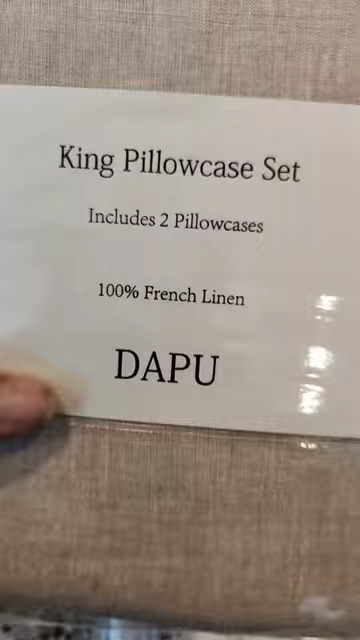 King Pillowcase Set
Includes 2 Pillowcases
100% French Linen
DAPU